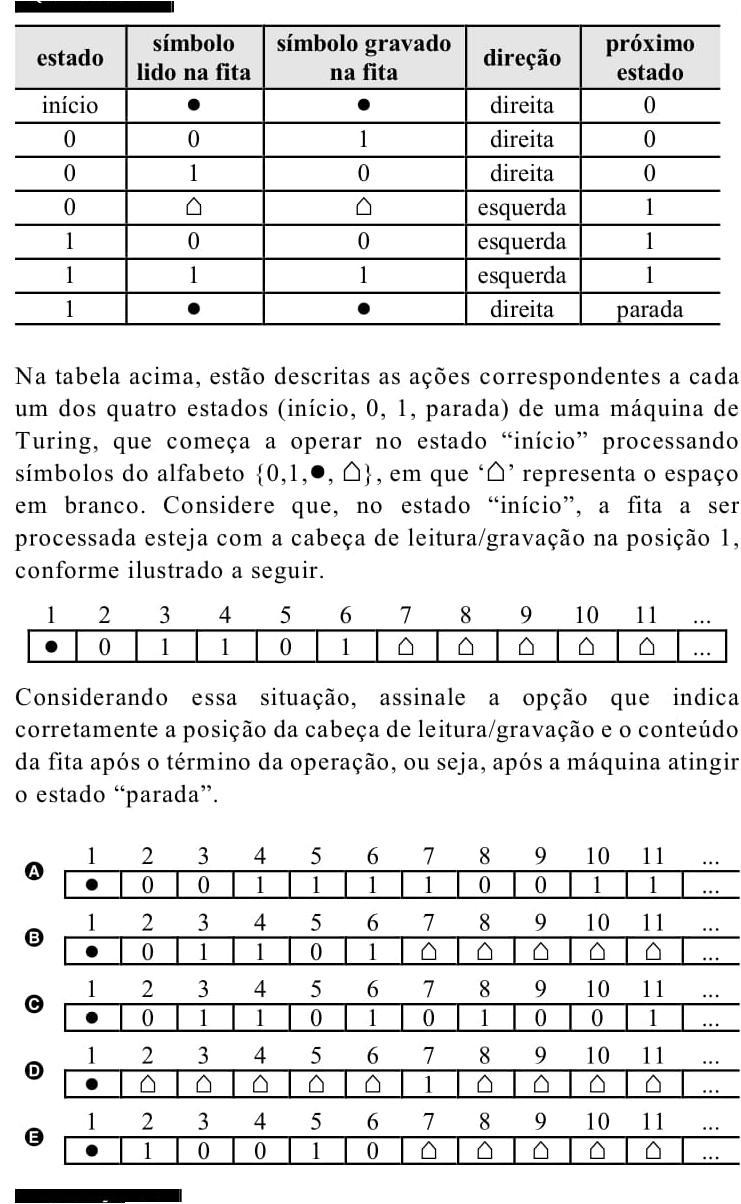 estado símbolo lido na fita símbolo gravado na fita direção próximo estado
início ● ● direita 0
0 0 1 direita 0
0 1 0 direita 0
0 ⌂ ⌂ esquerda 1
1 0 0 esquerda 1
1 1 1 esquerda 1
1 ● ● direita parada
Na tabela acima, estão descritas as ações correspondentes a cada
um dos quatro estados (início, 0, 1, parada) de uma máquina de
Turing, que começa a operar no estado “início” processando
símbolos do alfabeto {0,1,●, ⌂}, em que ‘⌂’ representa o espaço
em branco. Considere que, no estado “início”, a fita a ser
processada esteja com a cabeça de leitura/gravação na posição 1,
conforme ilustrado a seguir.
1 2 3 4 5 6 7 8 9 10 11 ...
● 0 1 1 0 1 ⌂ ⌂ ⌂ ⌂ ⌂ ...
Considerando essa situação, assinale a opção que indica
corretamente a posição da cabeça de leitura/gravação e o conteúdo
da fita após o término da operação, ou seja, após a máquina atingir
o estado “parada”.
1 2 3 4 5 6 7 8 9 10 11 ...
A ● 0 0 1 1 1 1 0 0 1 1 ...
1 2 3 4 5 6 7 8 9 10 11 ...
B ● 0 1 1 0 1 ⌂ ⌂ ⌂ ⌂ ⌂ ...
1 2 3 4 5 6 7 8 9 10 11 ...
C ● 0 1 1 0 1 0 1 0 0 1 ...
1 2 3 4 5 6 7 8 9 10 11 ...
D ● ⌂ ⌂ ⌂ ⌂ ⌂ 1 ⌂ ⌂ ⌂ ⌂ ...
1 2 3 4 5 6 7 8 9 10 11 ...
E ● 1 0 0 1 0 ⌂ ⌂ ⌂ ⌂ ⌂ ...